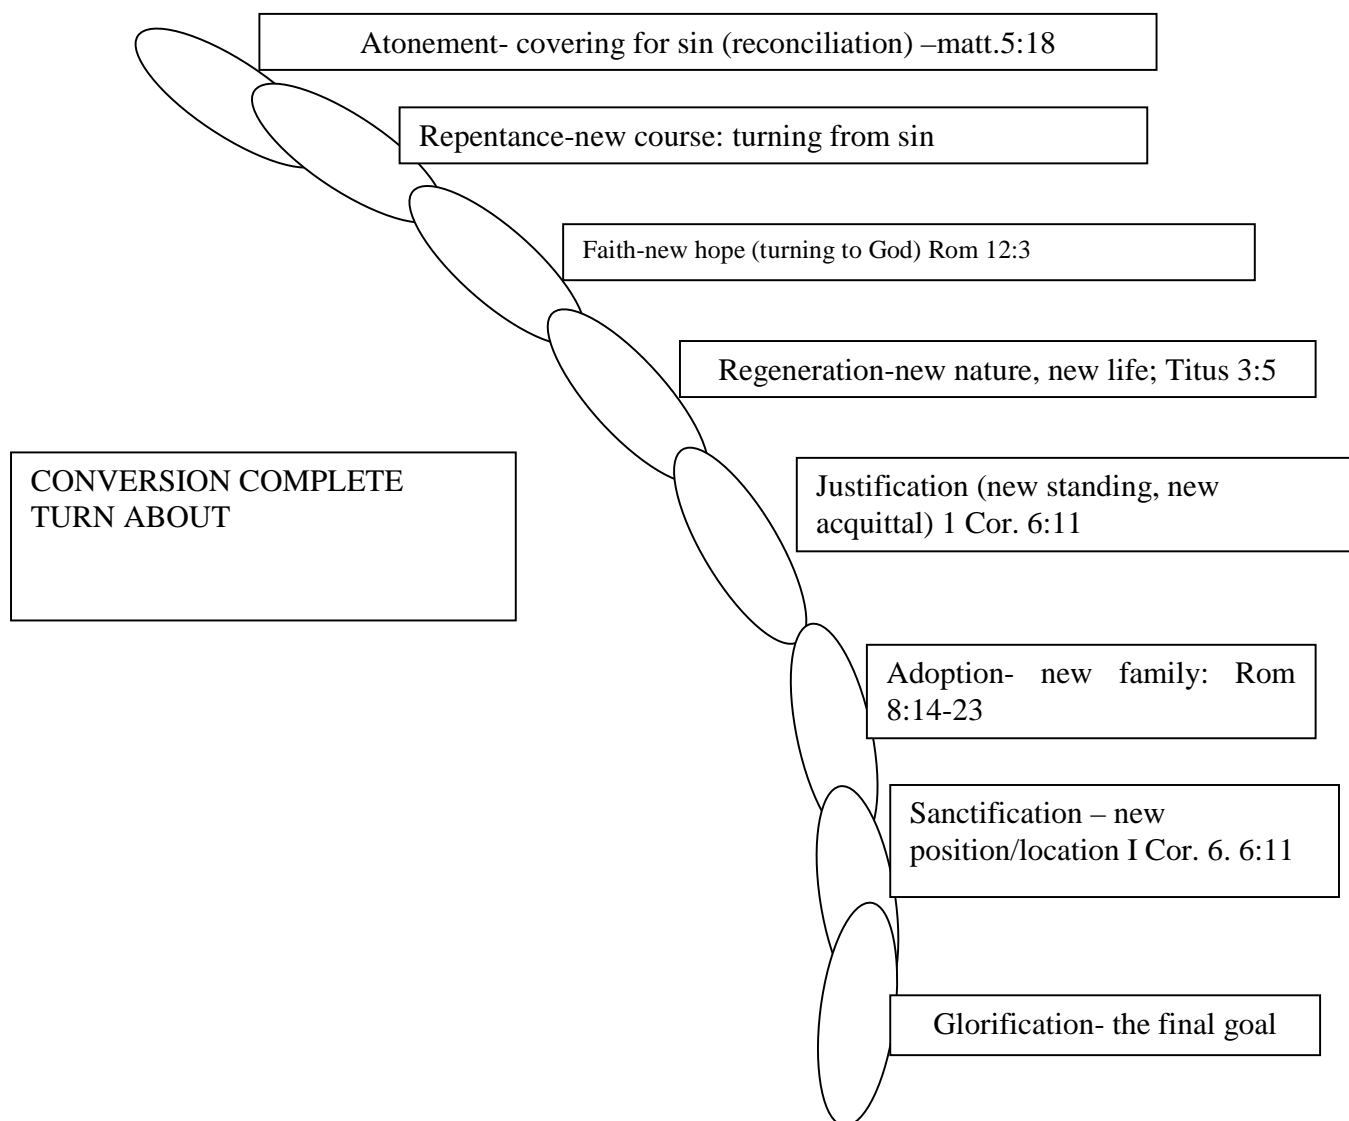 Atonement- covering for sin (reconciliation) –matt.5:18
Repentance-new course: turning from sin
Faith-new hope (turning to God) Rom 12:3
Regeneration-new nature, new life; Titus 3:5
CONVERSION COMPLETE
TURN ABOUT
Justification (new standing, new
acquittal) 1 Cor. 6:11
Adoption- new family: Rom
8:14-23
Sanctification – new
position/location I Cor. 6. 6:11
Glorification- the final goal